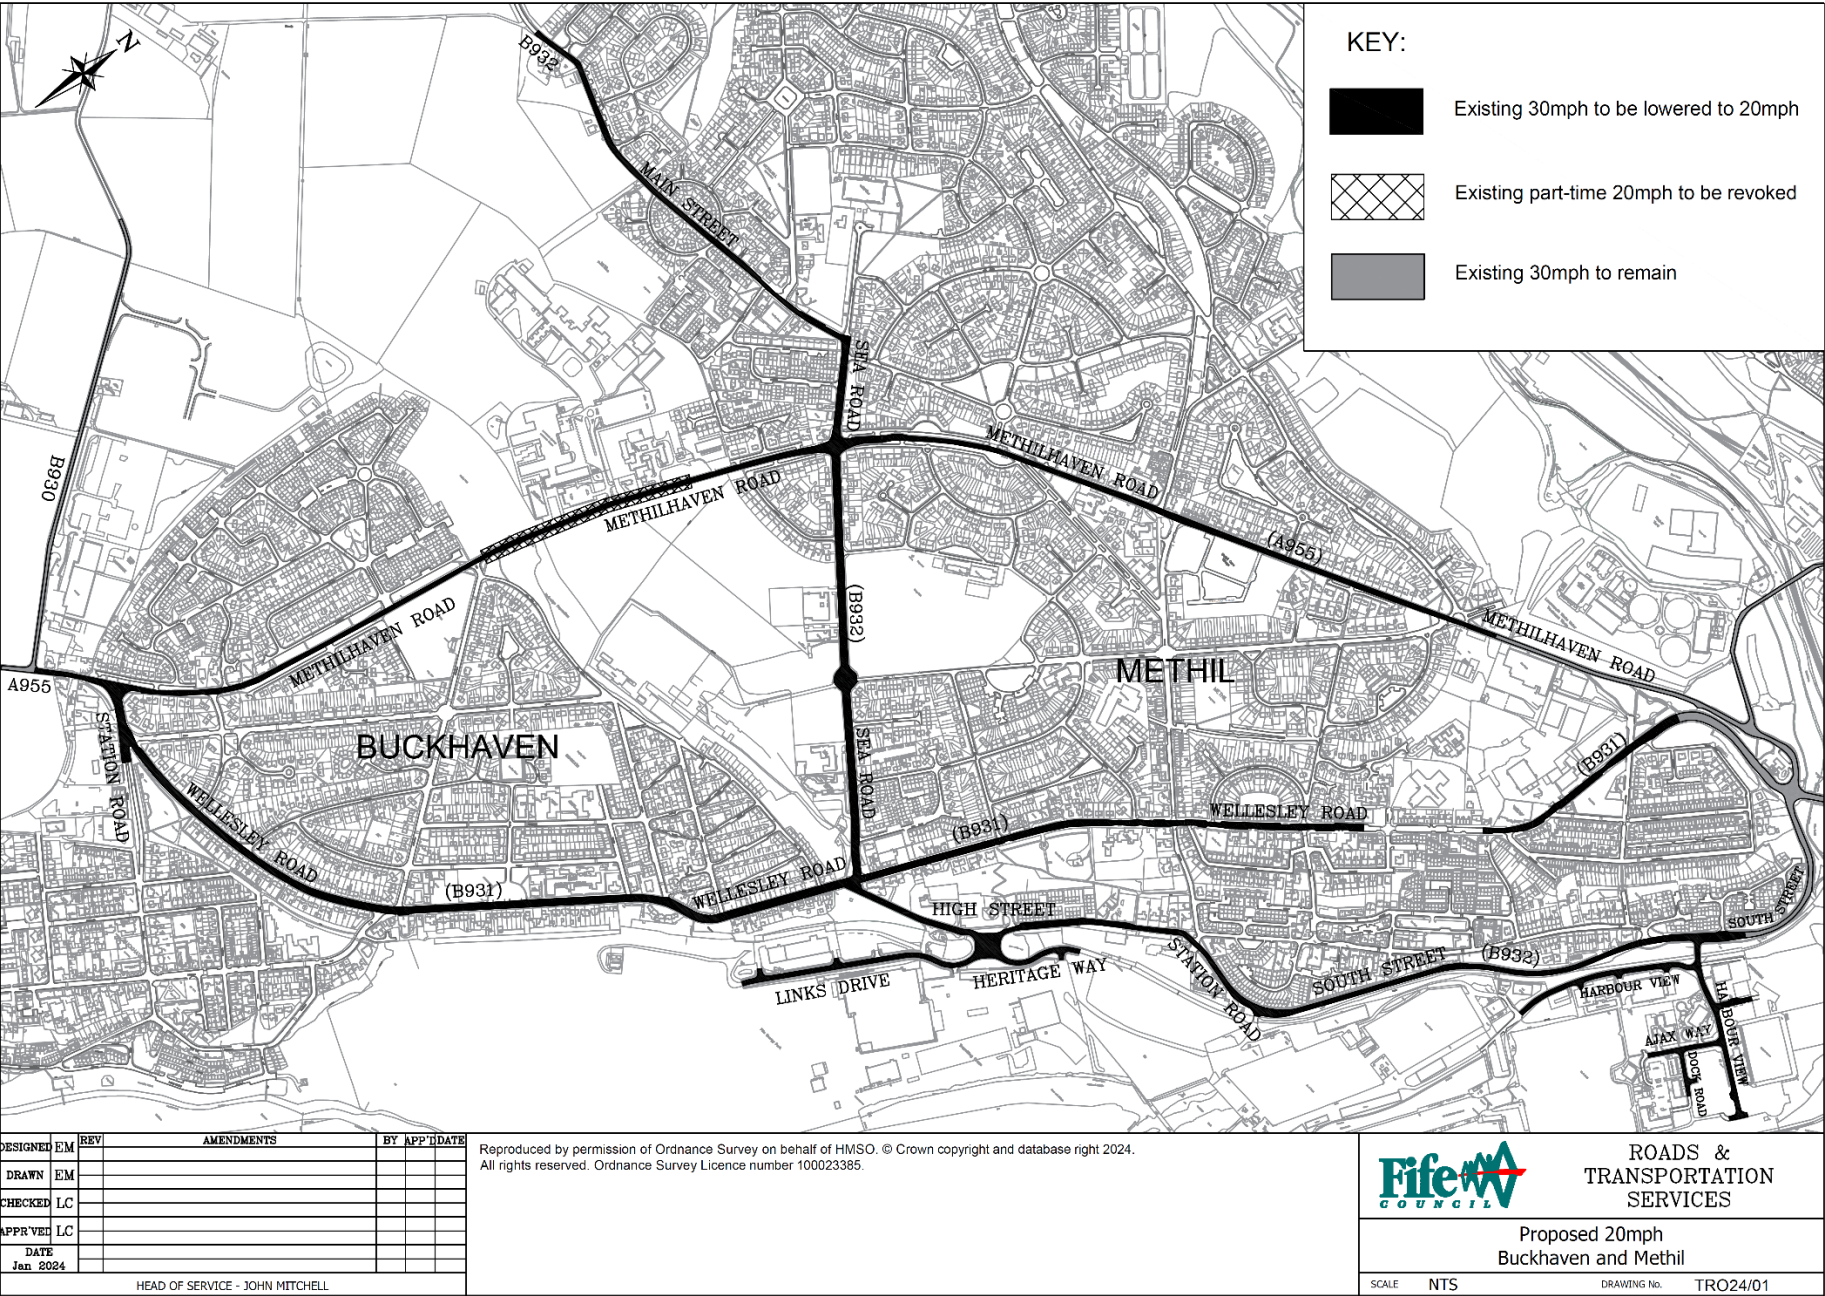 N
B932
MAIN STREET
SEA ROAD
METHILHAVEN ROAD
METHILHAVEN ROAD
(A955)
METHILHAVEN ROAD
METHILHAVEN ROAD
B930
A955
(B932)
METHIL
BUCKHAVEN
STATION ROAD
WELLESLEY ROAD
(B931)
WELLESLEY ROAD
SEA ROAD
(B931)
WELLESLEY ROAD
(B931)
HIGH STREET
LINKS DRIVE
HERITAGE WAY
STATION ROAD
SOUTH STREET
(B932)
SOUTH STREET
HARBOUR VIEW
HARBOUR VIEW
AJAX WAY
DOCK ROAD
KEY:
Existing 30mph to be lowered to 20mph
Existing part-time 20mph to be revoked
Existing 30mph to remain
DESIGNED EM
DRAWN EM
CHECKED LC
APPR'VED LC
DATE
Jan 2024
REV AMENDMENTS BY APP'D DATE
HEAD OF SERVICE - JOHN MITCHELL
Reproduced by permission of Ordnance Survey on behalf of HMSO. © Crown copyright and database right 2024.
All rights reserved. Ordnance Survey Licence number 100023385.
Fife
COUNCIL
ROADS &
TRANSPORTATION
SERVICES
Proposed 20mph
Buckhaven and Methil
SCALE NTS
DRAWING No. TRO24/01